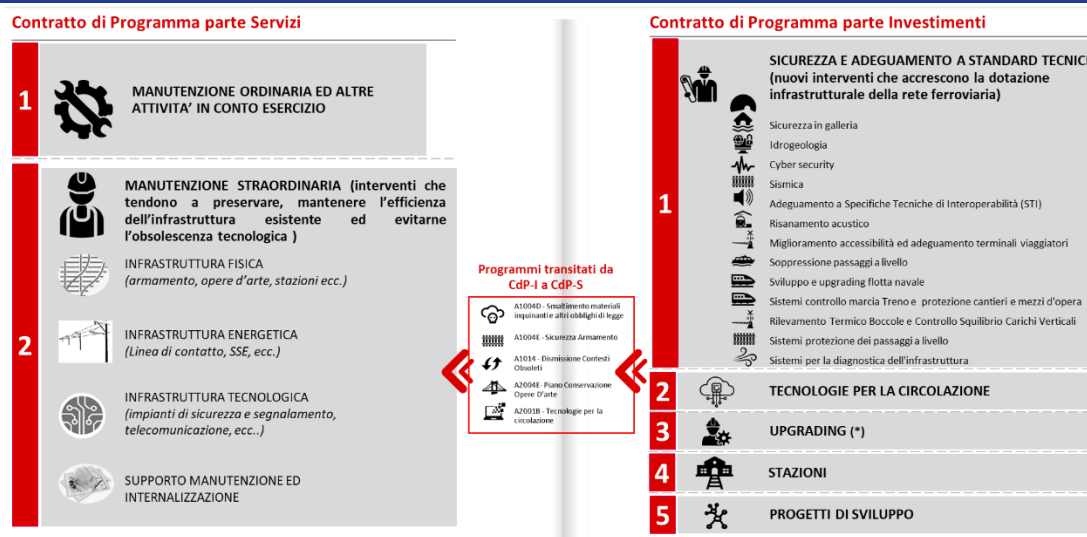 Contratto di Programma parte Servizi
1
MANUTENZIONE ORDINARIA ED ALTRE
ATTIVITA' IN CONTO ESERCIZIO
2
MANUTENZIONE STRAORDINARIA (interventi che
tendono a preservare, mantenere l'efficienza
dell'infrastruttura esistente ed evitarne
l'obsolescenza tecnologica )
INFRASTRUTTURA FISICA
(armamento, opere d'arte, stazioni ecc.)
INFRASTRUTTURA ENERGETICA
(Linea di contatto, SSE, ecc.)
INFRASTRUTTURA TECNOLOGICA
(impianti di sicurezza e segnalamento,
telecomunicazione, ecc..)
SUPPORTO MANUTENZIONE ED
INTERNALIZZAZIONE
Programmi transitati da
CdP-I a CdP-S
A1004D - Smaltimento materiali
inquinanti e altri obblighi di legge
A1004E - Sicurezza Armamento
A1014 - Dismissione Contesti
Obsoleti
A2004E- Piano Conservazione
Opere D'arte
A2001B - Tecnologie per la
circolazione
Contratto di Programma parte Investimenti
1
SICUREZZA E ADEGUAMENTO A STANDARD TECNICI
(nuovi interventi che accrescono la dotazione
infrastrutturale della rete ferroviaria)
Sicurezza in galleria
Idrogeologia
Cyber security
Sismica
Adeguamento a Specifiche Tecniche di Interoperabilità (STI)
Risanamento acustico
Miglioramento accessibilità ed adeguamento terminali viaggiatori
Soppressione passaggi a livello
Sviluppo e upgrading flotta navale
Sistemi controllo marcia Treno e protezione cantieri e mezzi d'opera
Rilevamento Termico Boccole e Controllo Squilibrio Carichi Verticali
Sistemi protezione dei passaggi a livello
Sistemi per la diagnostica dell'infrastruttura
2
TECNOLOGIE PER LA CIRCOLAZIONE
3
UPGRADING (*)
4
STAZIONI
5
PROGETTI DI SVILUPPO